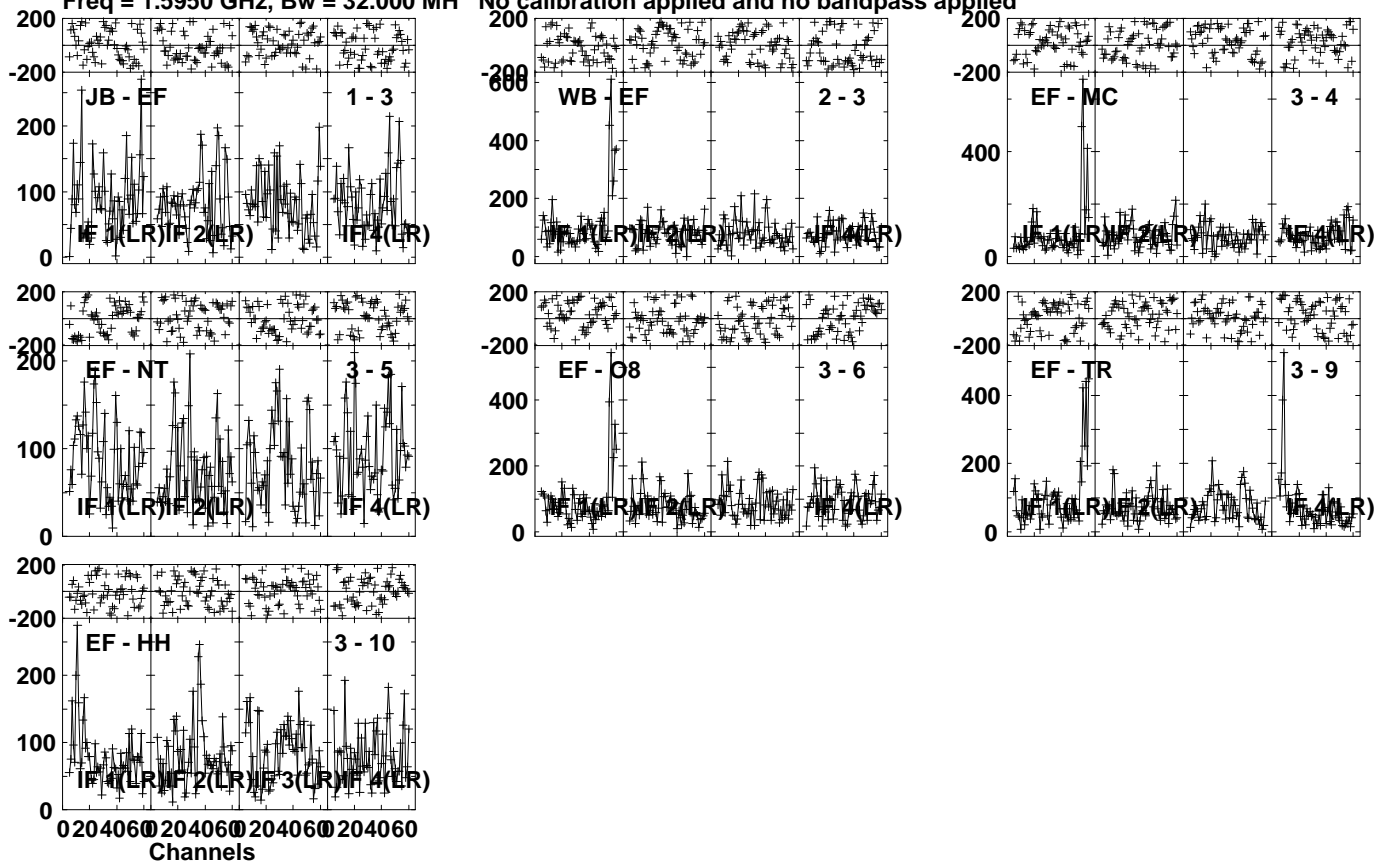 Freq = 1.5950 GHz, Bw = 32.000 MH No calibration applied and no bandpass applied
200 200 200
-200 -200 -200
JB - EF 1 - 3 WB - EF 2 - 3 EF - MC 3 - 4
600
200 400 400
100 200
0 0 0
IF 1(LR) IF 2(LR) IF 4(LR) IF 1(LR) IF 2(LR) IF 4(LR) IF 1(LR) IF 2(LR) IF 4(LR)
200 200 200
-200 -200 -200
200
EF - NT 3 - 5 EF - O8 3 - 6 EF - TR 3 - 9
100 400 400
200 200
0 0 0
IF 1(LR) IF 2(LR) IF 4(LR) IF 1(LR) IF 2(LR) IF 4(LR) IF 1(LR) IF 2(LR) IF 4(LR)
200
-200
EF - HH 3 - 10
200
100
IF 1(LR) IF 2(LR) IF 3(LR) IF 4(LR)
0
0 20 40 60 0 20 40 60 0 20 40 60 0 20 40 60
Channels